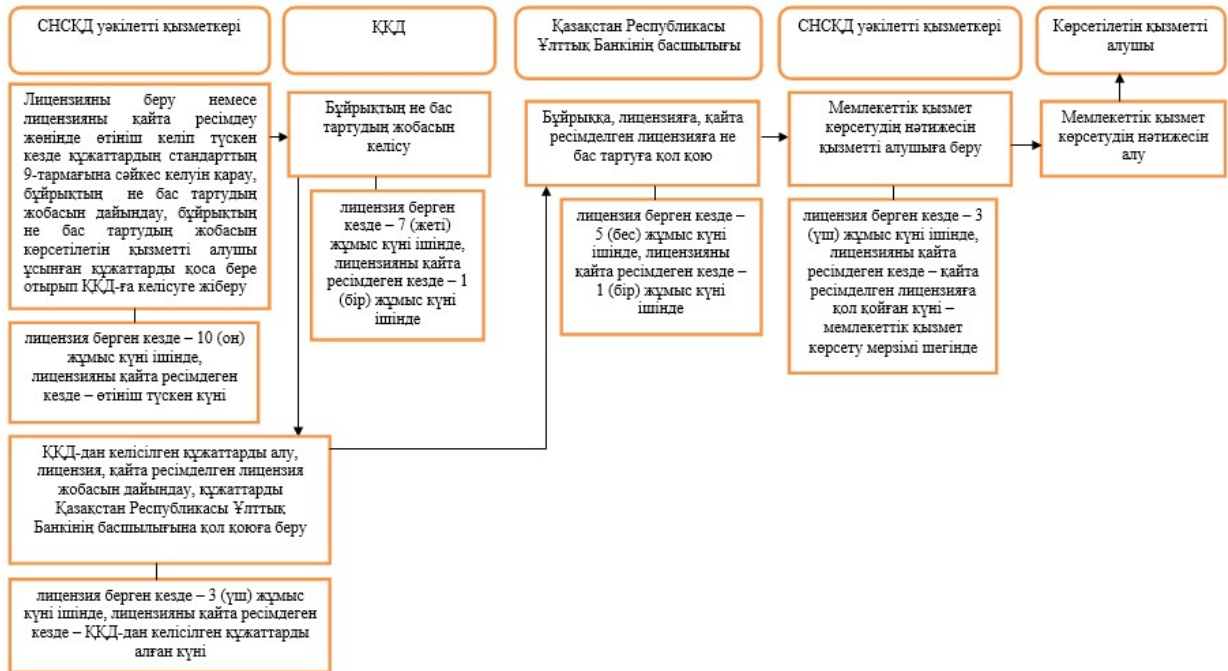 СНСҚД уәкілетті қызметкері
ҚҚД
Қазақстан Республикасы
Ұлттық Банкінің басшылығы
СНСҚД уәкілетті қызметкері
Көрсетілетін қызметті
алушы
Лицензияны беру немесе
лицензияны қайта ресімдеу
жөнінде өтініш келіп түскен
кезде құжаттардың стандарттың
9-тармағына сәйкес келуін қарау,
бұйрықтың не бас тартудың
жобасын дайындау, бұйрықтың
не бас тартудың жобасын
көрсетілетін қызметті алушы
ұсынған құжаттарды қоса бере
отырып ҚҚД-ға келісуге жіберу
лицензия берген кезде – 10 (он)
жұмыс күні ішінде,
лицензияны қайта ресімдеген
кезде – өтініш түскен күні
Бұйрықтың не бас
тартудың жобасын
келісу
лицензия берген
кезде – 7 (жеті)
жұмыс күні ішінде,
лицензияны қайта
ресімдеген кезде – 1
(бір) жұмыс күні
ішінде
ҚҚД-дан келісілген құжаттарды алу,
лицензия, қайта ресімделген лицензия
жобасын дайындау, құжаттарды
Қазақстан Республикасы Ұлттық
Банкінің басшылығына қол қоюға беру
лицензия берген кезде – 3 (үш) жұмыс
күні ішінде, лицензияны қайта ресімдеген
кезде – ҚҚД-дан келісілген құжаттарды
алған күні
Бұйрыққа, лицензияға, қайта
ресімделген лицензияға не
бас тартуға қол қою
лицензия берген кезде –
5 (бес) жұмыс күні
ішінде, лицензияны
қайта ресімдеген кезде –
1 (бір) жұмыс күні
ішінде
Мемлекеттік қызмет
көрсетудің нәтижесін
қызметті алушыға беру
лицензия берген кезде – 3
(үш) жұмыс күні ішінде,
лицензияны қайта
ресімдеген кезде – қайта
ресімделген лицензияға
қол қойған күні –
мемлекеттік қызмет
көрсету мерзімі шегінде
Мемлекеттік қызмет
көрсетудің нәтижесін
алу